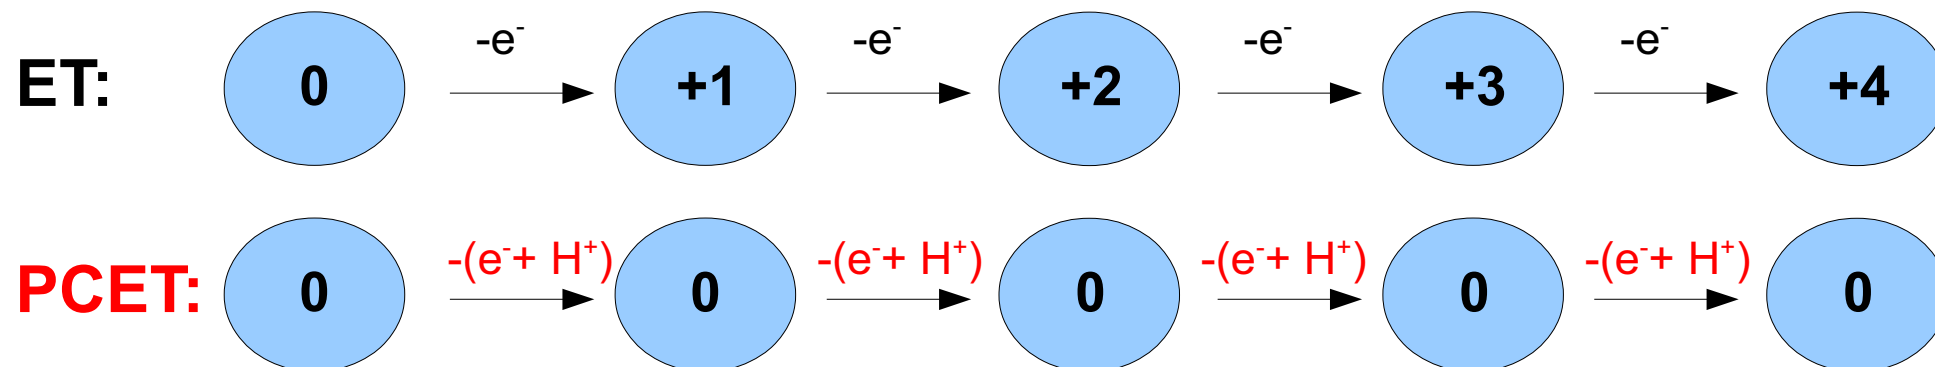 ET: 0 -e⁻ +1 -e⁻ +2 -e⁻ +3 -e⁻ +4
PCET: 0 -(e⁻+ H⁺) 0 -(e⁻+ H⁺) 0 -(e⁻+ H⁺) 0 -(e⁻+ H⁺) 0